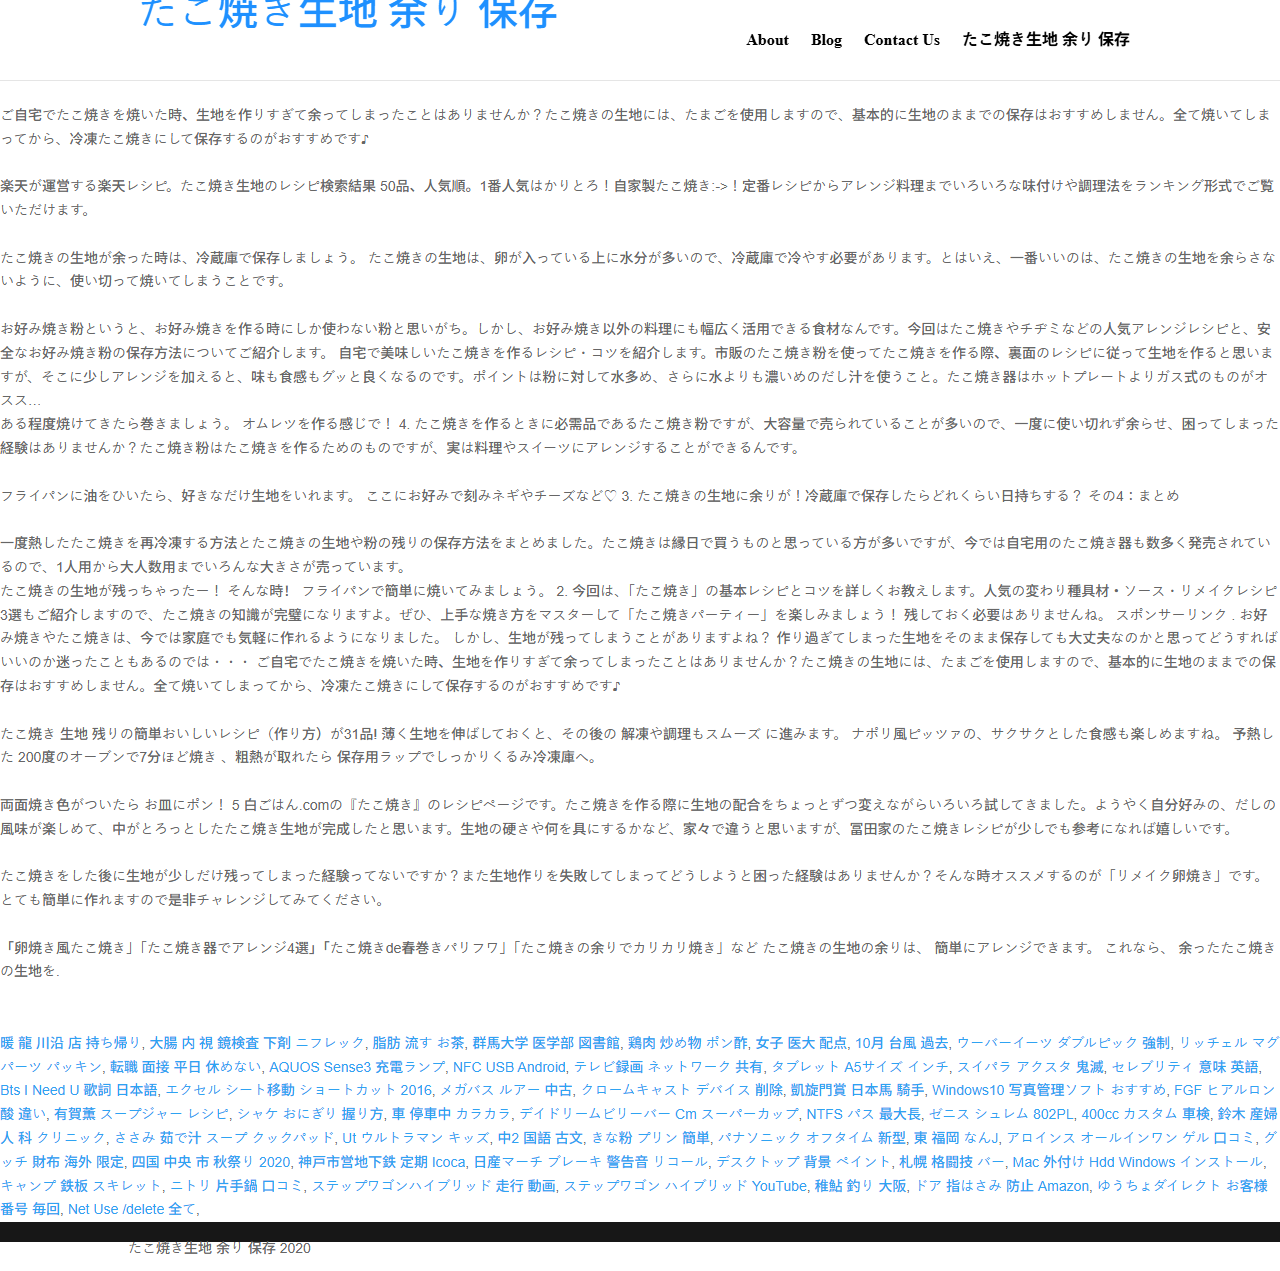 たこ焼き生地 余り 保存
About Blog Contact Us たこ焼き生地 余り 保存
ご自宅でたこ焼きを焼いた時、生地を作りすぎて余ってしまったことはありませんか？たこ焼きの生地には、たまごを使用しますので、基本的に生地のままでの保存はおすすめしません。全て焼いてしま
ってから、冷凍たこ焼きにして保存するのがおすすめです♪
楽天が運営する楽天レシピ。たこ焼き生地のレシピ検索結果 50品、人気順。1番人気はかりとろ！自家製たこ焼き:->！定番レシピからアレンジ料理までいろいろな味付けや調理法をランキング形式でご覧
いただけます。
たこ焼きの生地が余った時は、冷蔵庫で保存しましょう。 たこ焼きの生地は、卵が入っている上に水分が多いので、冷蔵庫で冷やす必要があります。とはいえ、一番いいのは、たこ焼きの生地を余らさな
いように、使い切って焼いてしまうことです。
お好み焼き粉というと、お好み焼きを作る時にしか使わない粉と思いがち。しかし、お好み焼き以外の料理にも幅広く活用できる食材なんです。今回はたこ焼きやチヂミなどの人気アレンジレシピと、安
全なお好み焼き粉の保存方法についてご紹介します。 自宅で美味しいたこ焼きを作るレシピ・コツを紹介します。市販のたこ焼き粉を使ってたこ焼きを作る際、裏面のレシピに従って生地を作ると思いま
すが、そこに少しアレンジを加えると、味も食感もグッと良くなるのです。ポイントは粉に対して水多め、さらに水よりも濃いめのだし汁を使うこと。たこ焼き器はホットプレートよりガス式のものがオ
スス…
ある程度焼けてきたら巻きましょう。 オムレツを作る感じで！ 4. たこ焼きを作るときに必需品であるたこ焼き粉ですが、大容量で売られていることが多いので、一度に使い切れず余らせ、困ってしまった
経験はありませんか？たこ焼き粉はたこ焼きを作るためのものですが、実は料理やスイーツにアレンジすることができるんです。
フライパンに油をひいたら、好きなだけ生地をいれます。 ここにお好みで刻みネギやチーズなど♡ 3. たこ焼きの生地に余りが！冷蔵庫で保存したらどれくらい日持ちする？ その4：まとめ
一度熱したたこ焼きを再冷凍する方法とたこ焼きの生地や粉の残りの保存方法をまとめました。たこ焼きは縁日で買うものと思っている方が多いですが、今では自宅用のたこ焼き器も数多く発売されてい
るので、1人用から大人数用までいろんな大きさが売っています。
たこ焼きの生地が残っちゃったー！ そんな時！ フライパンで簡単に焼いてみましょう。 2. 今回は、「たこ焼き」の基本レシピとコツを詳しくお教えします。人気の変わり種具材・ソース・リメイクレシピ
3選もご紹介しますので、たこ焼きの知識が完璧になりますよ。ぜひ、上手な焼き方をマスターして「たこ焼きパーティー」を楽しみましょう！ 残しておく必要はありませんね。 スポンサーリンク . お好
み焼きやたこ焼きは、今では家庭でも気軽に作れるようになりました。 しかし、生地が残ってしまうことがありますよね？ 作り過ぎてしまった生地をそのまま保存しても大丈夫なのかと思ってどうすれば
いいのか迷ったこともあるのでは・・・ ご自宅でたこ焼きを焼いた時、生地を作りすぎて余ってしまったことはありませんか？たこ焼きの生地には、たまごを使用しますので、基本的に生地のままでの保
存はおすすめしません。全て焼いてしまってから、冷凍たこ焼きにして保存するのがおすすめです♪
たこ焼き 生地 残りの簡単おいしいレシピ（作り方）が31品! 薄く生地を伸ばしておくと、その後の 解凍や調理もスムーズ に進みます。 ナポリ風ピッツァの、サクサクとした食感も楽しめますね。 予熱し
た 200度のオーブンで7分ほど焼き 、粗熱が取れたら 保存用ラップでしっかりくるみ冷凍庫へ。
両面焼き色がついたら お皿にポン！ 5 白ごはん.comの『たこ焼き』のレシピページです。たこ焼きを作る際に生地の配合をちょっとずつ変えながらいろいろ試してきました。ようやく自分好みの、だしの
風味が楽しめて、中がとろっとしたたこ焼き生地が完成したと思います。生地の硬さや何を具にするかなど、家々で違うと思いますが、冨田家のたこ焼きレシピが少しでも参考になれば嬉しいです。
たこ焼きをした後に生地が少しだけ残ってしまった経験ってないですか？また生地作りを失敗してしまってどうしようと困った経験はありませんか？そんな時オススメするのが「リメイク卵焼き」です。
とても簡単に作れますので是非チャレンジしてみてください。
「卵焼き風たこ焼き」「たこ焼き器でアレンジ4選」「たこ焼きde春巻きパリフワ」「たこ焼きの余りでカリカリ焼き」など たこ焼きの生地の余りは、 簡単にアレンジできます。 これなら、 余ったたこ焼き
の生地を.
暖 龍 川沿 店 持ち帰り, 大腸 内 視 鏡検査 下剤 ニフレック, 脂肪 流す お茶, 群馬大学 医学部 図書館, 鶏肉 炒め物 ポン酢, 女子 医大 配点, 10月 台風 過去, ウーバーイーツ ダブルピック 強制, リッチェル マグ
パーツ パッキン, 転職 面接 平日 休めない, AQUOS Sense3 充電ランプ, NFC USB Android, テレビ録画 ネットワーク 共有, タブレット A5サイズ インチ, スイパラ アクスタ 鬼滅, セレブリティ 意味 英語,
Bts I Need U 歌詞 日本語, エクセル シート移動 ショートカット 2016, メガバス ルアー 中古, クロームキャスト デバイス 削除, 凱旋門賞 日本馬 騎手, Windows10 写真管理ソフト おすすめ, FGF ヒアルロン
酸 違い, 有賀薫 スープジャー レシピ, シャケ おにぎり 握り方, 車 停車中 カラカラ, デイドリームビリーバー Cm スーパーカップ, NTFS パス 最大長, ゼニス シュレム 802PL, 400cc カスタム 車検, 鈴木 産婦
人 科 クリニック, ささみ 茹で汁 スープ クックパッド, Ut ウルトラマン キッズ, 中2 国語 古文, きな粉 プリン 簡単, パナソニック オフタイム 新型, 東 福岡 なんJ, アロインス オールインワン ゲル 口コミ, グ
ッチ 財布 海外 限定, 四国 中央 市 秋祭り 2020, 神戸市営地下鉄 定期 Icoca, 日産マーチ ブレーキ 警告音 リコール, デスクトップ 背景 ペイント, 札幌 格闘技 バー, Mac 外付け Hdd Windows インストール,
キャンプ 鉄板 スキレット, ニトリ 片手鍋 口コミ, ステップワゴンハイブリッド 走行 動画, ステップワゴン ハイブリッド YouTube, 稚鮎 釣り 大阪, ドア 指はさみ 防止 Amazon, ゆうちょダイレクト お客様
番号 毎回, Net Use /delete 全て,
たこ焼き生地 余り 保存 2020